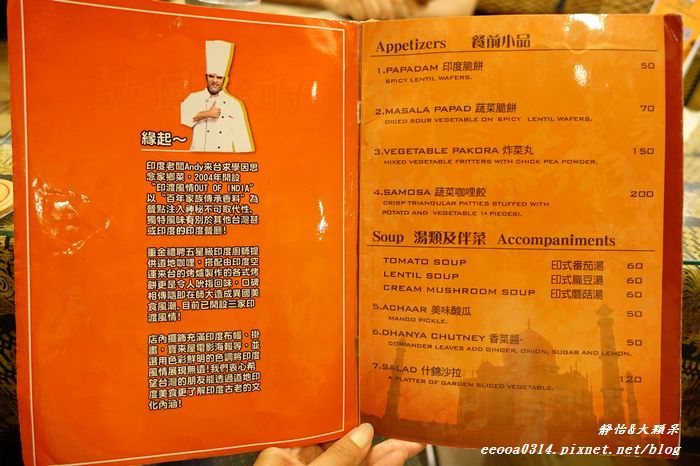 緣起～
印度老闆Andy來台求學因思
念家鄉菜，2004年開設
"印渡風情OUT OF INDIA"
以"百年家族傳承香料"為
餐點注入神秘不可取代性、
獨特風味有別於其他台灣甚
或印度的印度餐廳!
重金禮聘五星級印度廚師提
供道地咖哩，搭配由印度空
運來台的烤爐製作的各式烤
餅更是令人吮指回味，口碑
相傳隨即在師大造成異國美
食風潮,目前已開設三家印
渡風情!
店內擺飾充滿印度布幔、掛
畫、寶來屋電影海報等，並
選用色彩鮮明的色調將印度
風情展現無遺!我們衷心希
望台灣的朋友能透過道地印
度美食更了解印度古老的文
化內涵!
Appetizers 餐前小品
1.PAPADAM 印度脆餅 50
SPICY LENTIL WAFERS.
2.MASALA PAPAD 蔬菜脆餅 70
DICED SOUR VEGETABLE ON SPICY LENTIL WAFERS.
3.VEGETABLE PAKORA 炸菜丸 150
MIXED VEGETABLE FRITTERS WITH CHICK PEA POWDER.
4.SAMOSA 蔬菜咖哩餃 200
CRISP TRIANGULAR PATTIES STUFFED WITH
POTATO AND VEGETABLE (4 PIECES).
Soup 湯類及伴菜 Accompaniments
TOMATO SOUP 印式番茄湯 60
LENTIL SOUP 印式扁豆湯 60
CREAM MUSHROOM SOUP 印式蘑菇湯 60
5.ACHAAR 美味酸瓜 50
MANGO PICKLE.
6.DHANYA CHUTNEY 香菜醬 50
CORIANDER LEAVES ADD GINGER, ONION, SUGAR AND LEMON.
7.SALAD 什錦沙拉 120
A PLATTER OF GARDEN SLICED VEGETABLE.
靜怡&大顆呆
eeooa0314.pixnet.net/blog